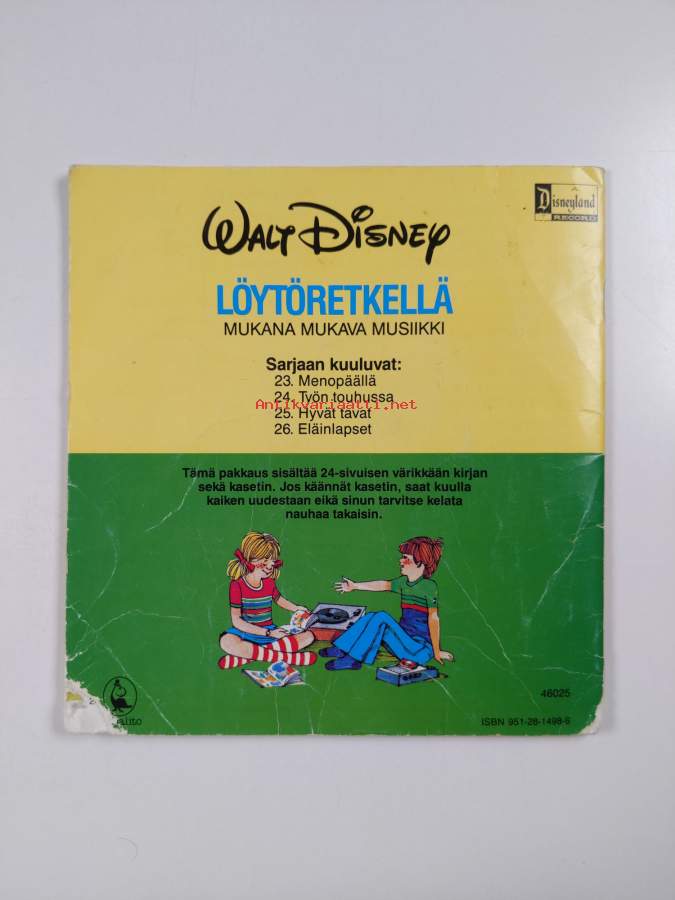 Disneyland
RECORD
WALT DISNEY
LÖYTÖRETKELLÄ
MUKANA MUKAVA MUSIIKKI
Sarjaan kuuluvat:
23. Menopäällä
24. Työn touhussa
Antikvariaatti.net
25. Hyvät tavat
26. Eläinlapset
Tämä pakkaus sisältää 24-sivuisen värikkään kirjan
sekä kasetin. Jos käännät kasetin, saat kuulla
kaiken uudestaan eikä sinun tarvitse kelata
nauhaa takaisin.
46025
ISBN 951-28-1498-6